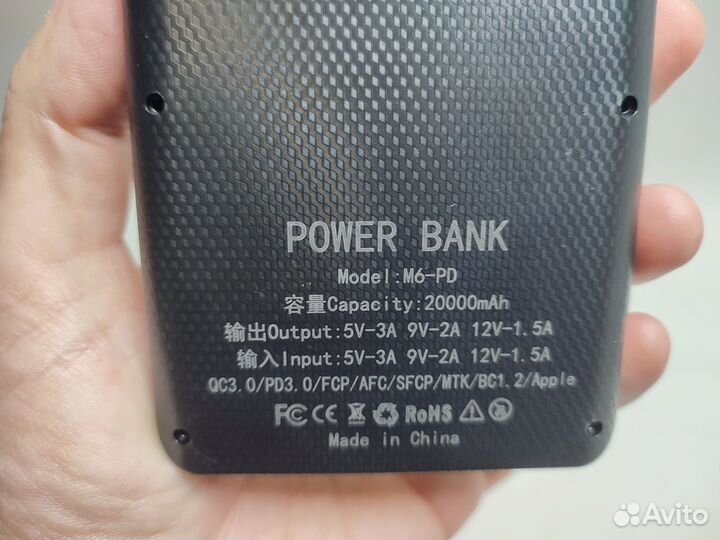 POWER BANK
Model:M6-PD
容量Capacity:20000mAh
输出Output:5V-3A 9V-2A 12V-1.5A
输入Input:5V-3A 9V-2A 12V-1.5A
QC3.0/PD3.0/FCP/AFC/SFCP/MTK/BC1.2/Apple
FC CE RoHS
Made in China
Avito